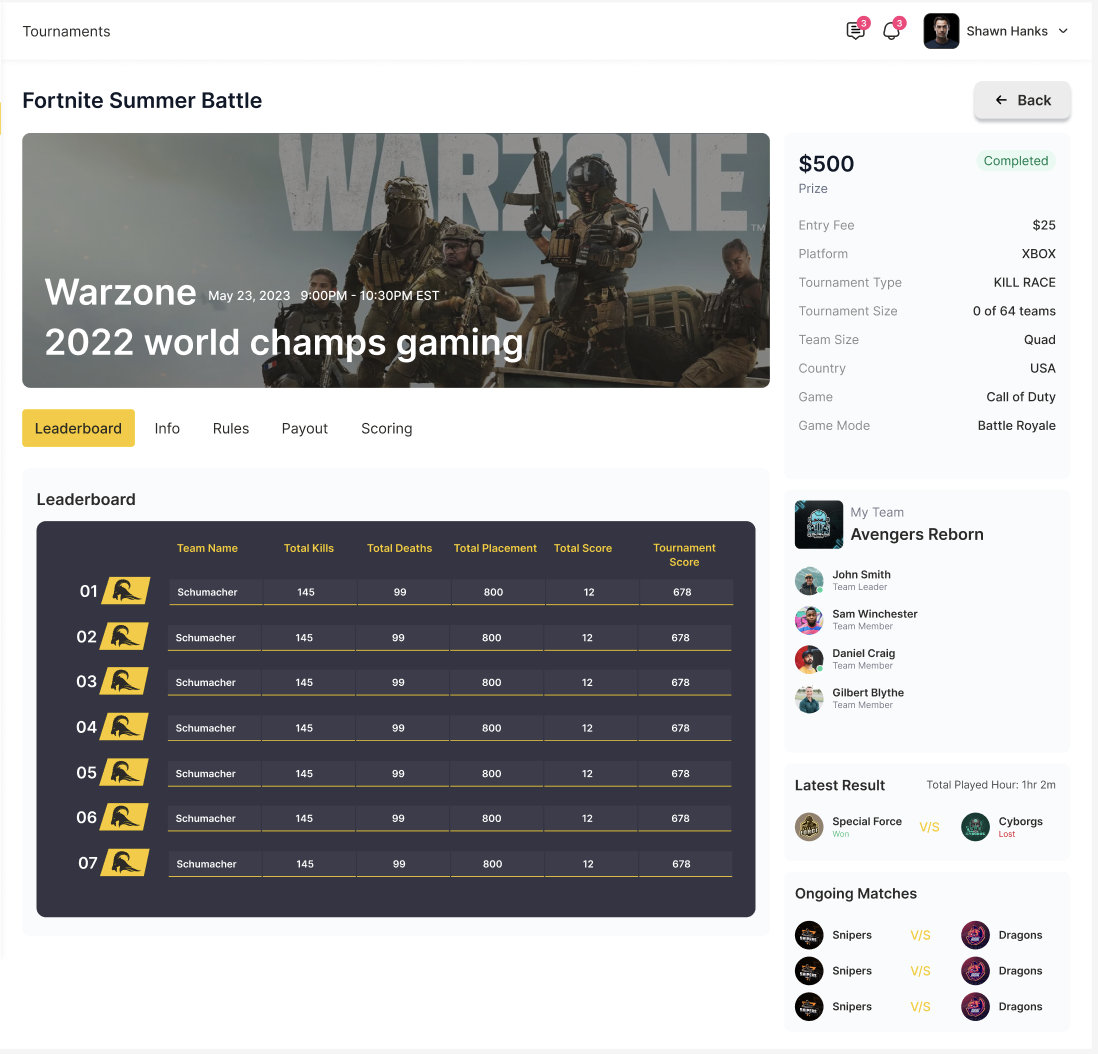 Tournaments
3
3
Shawn Hanks
Fortnite Summer Battle
Back
WARZONE
TM
Warzone May 23, 2023 9:00PM - 10:30PM EST
2022 world champs gaming
$500
Completed
Prize
Entry Fee $25
Platform XBOX
Tournament Type KILL RACE
Tournament Size 0 of 64 teams
Team Size Quad
Country USA
Game Call of Duty
Game Mode Battle Royale
Leaderboard Info Rules Payout Scoring
Leaderboard
Team Name Total Kills Total Deaths Total Placement Total Score Tournament
Score
01 Schumacher 145 99 800 12 678
02 Schumacher 145 99 800 12 678
03 Schumacher 145 99 800 12 678
04 Schumacher 145 99 800 12 678
05 Schumacher 145 99 800 12 678
06 Schumacher 145 99 800 12 678
07 Schumacher 145 99 800 12 678
My Team
Avengers Reborn
John Smith
Team Leader
Sam Winchester
Team Member
Daniel Craig
Team Member
Gilbert Blythe
Team Member
Latest Result Total Played Hour: 1hr 2m
Special Force V/S Cyborgs
Won Lost
Ongoing Matches
SNIPERS Snipers V/S Dragons
SNIPERS Snipers V/S Dragons
SNIPERS Snipers V/S Dragons